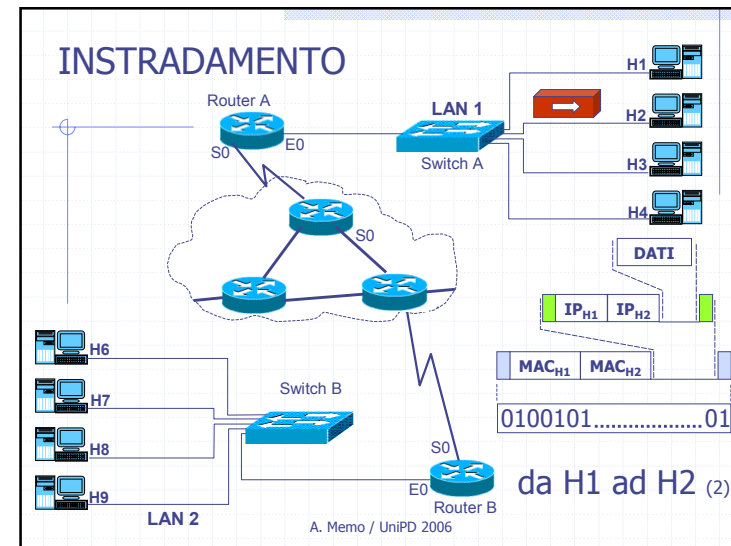 INSTRADAMENTO
H1
Router A
LAN 1
H2
S0
E0
Switch A
H3
H4
S0
DATI
IPH1 IPH2
H6
MACH1 MACH2
Switch B
H7
0100101...................01
H8
S0
H9
E0
da H1 ad H2 (2)
Router B
LAN 2
A. Memo / UniPD 2006